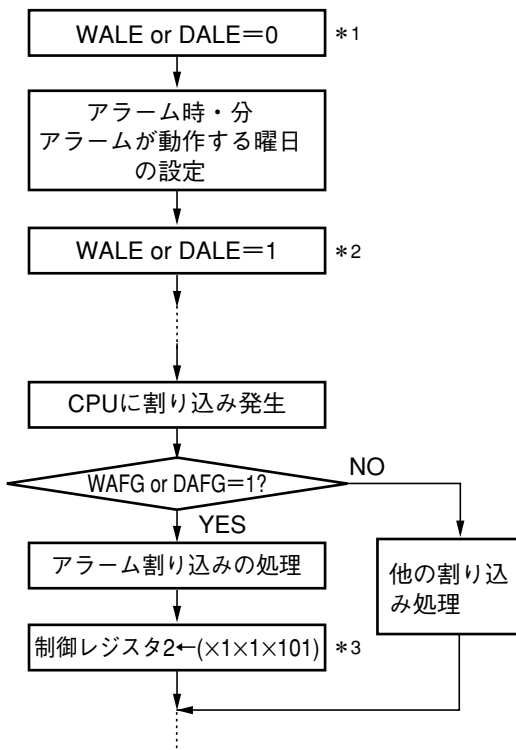 WALE or DALE＝0
＊1
アラーム時・分
アラームが動作する曜日
の設定
WALE or DALE＝1
＊2
CPUに割り込み発生
WAFG or DAFG＝1?
NO
YES
アラーム割り込みの処理
他の割り込
み処理
制御レジスタ2←(×1×1×101)
＊3